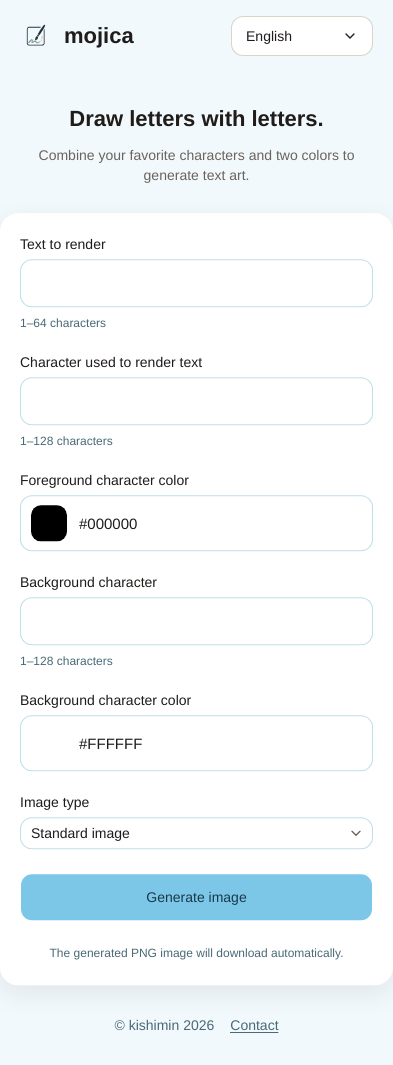 mojica
English
Draw letters with letters.
Combine your favorite characters and two colors to
generate text art.
Text to render
1–64 characters
Character used to render text
1–128 characters
Foreground character color
#000000
Background character
1–128 characters
Background character color
#FFFFFF
Image type
Standard image
Generate image
The generated PNG image will download automatically.
© kishimin 2026 Contact